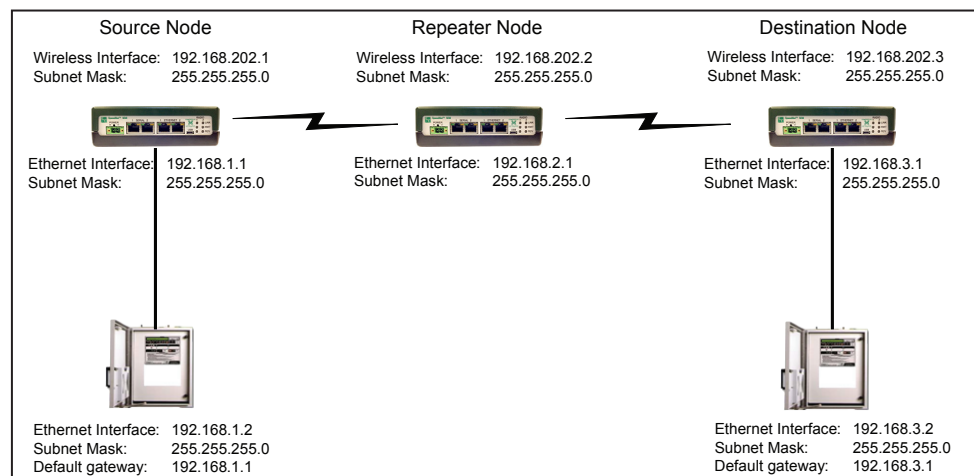 Source Node
Wireless Interface: 192.168.202.1
Subnet Mask: 255.255.255.0
Ethernet Interface: 192.168.1.1
Subnet Mask: 255.255.255.0
Ethernet Interface: 192.168.1.2
Subnet Mask: 255.255.255.0
Default gateway: 192.168.1.1
Repeater Node
Wireless Interface: 192.168.202.2
Subnet Mask: 255.255.255.0
Ethernet Interface: 192.168.2.1
Subnet Mask: 255.255.255.0
Destination Node
Wireless Interface: 192.168.202.3
Subnet Mask: 255.255.255.0
Ethernet Interface: 192.168.3.1
Subnet Mask: 255.255.255.0
Ethernet Interface: 192.168.3.2
Subnet Mask: 255.255.255.0
Default gateway: 192.168.3.1